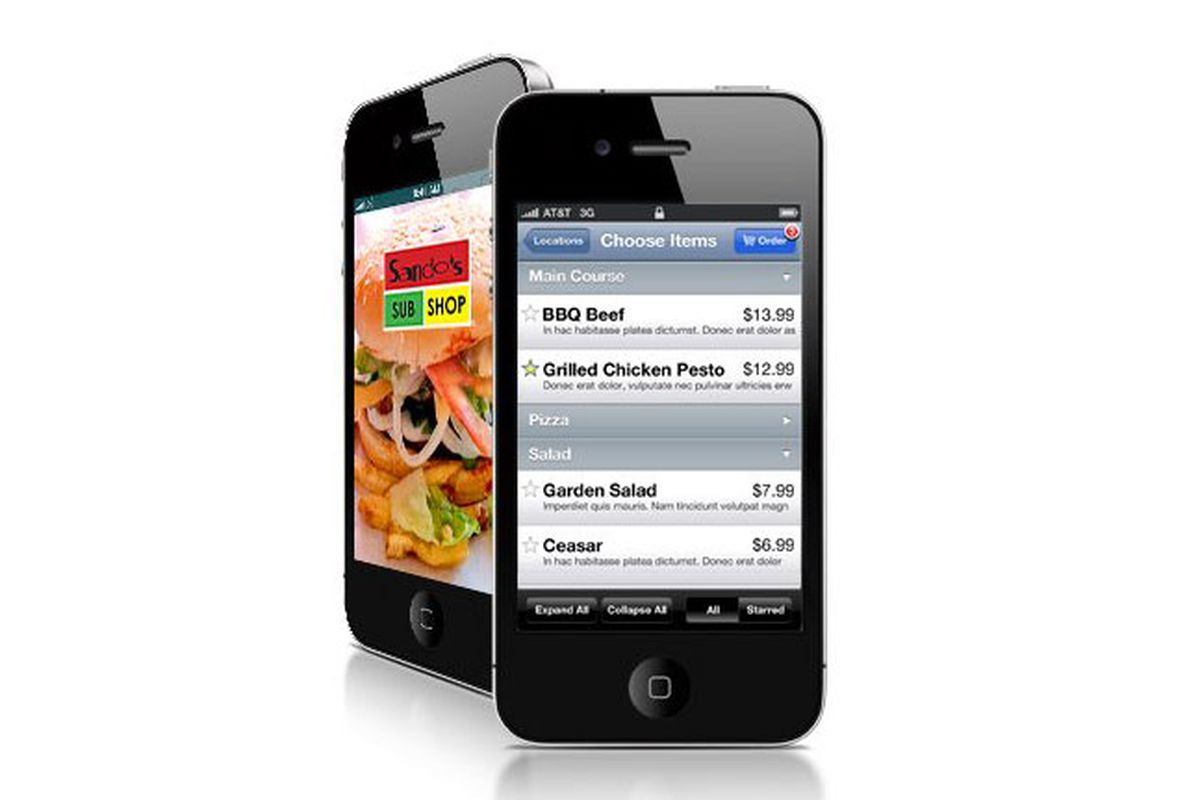 Sando's
SUB SHOP
AT&T 3G
Locations Choose Items Order
Main Course
BBQ Beef $13.99
In hac habitasse platea dictumst. Donec erat dolor as
Grilled Chicken Pesto $12.99
Donec erat dolor, vulputate nec pulvinar ultricies erw
Pizza
Salad
Garden Salad $7.99
Imperdiet quis mauris. Nam tincidunt volutpat magn
Ceasar $6.99
In hac habitasse platea dictumst. Donec erat dolor
Expand All Collapse All All Starred